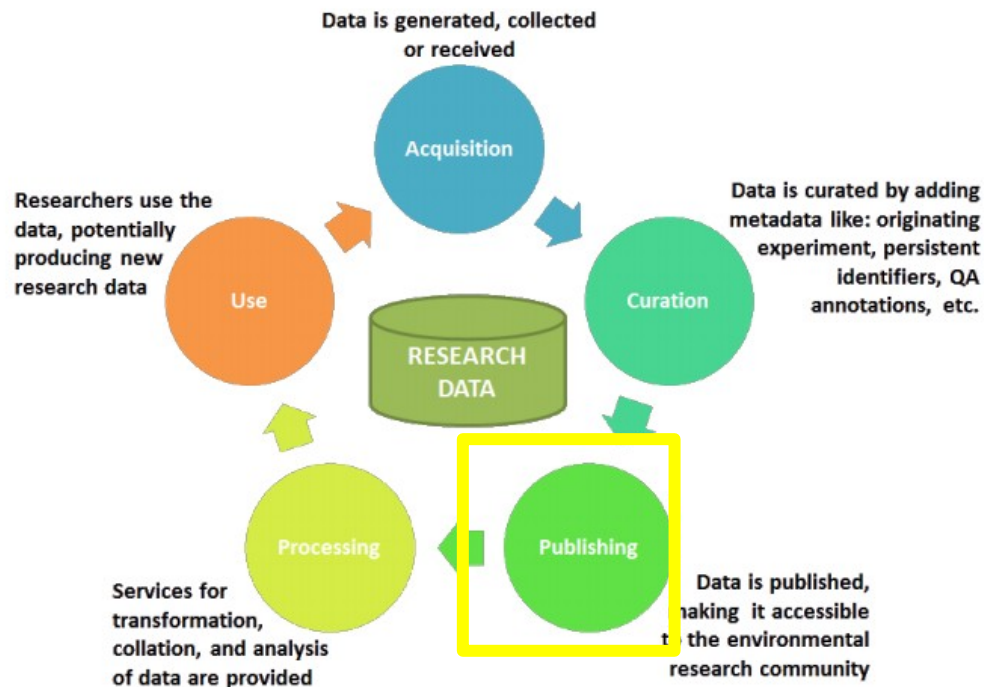 Data is generated, collected
or received
Acquisition
Researchers use the
data, potentially
producing new
research data
Data is curated by adding
metadata like: originating
experiment, persistent
identifiers, QA
annotations, etc.
Use
Curation
RESEARCH
DATA
Processing
Publishing
Services for
transformation,
collation, and analysis
of data are provided
Data is published,
making it accessible
to the environmental
research community